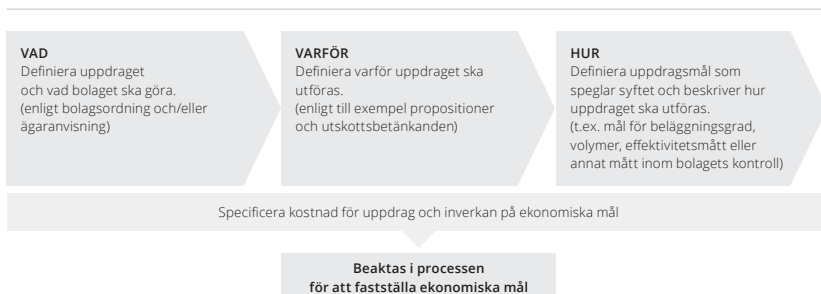 VAD
Definiera uppdraget
och vad bolaget ska göra.
(enligt bolagsordning och/eller
ägaranvisning)
VARFÖR
Definiera varför uppdraget ska
utföras.
(enligt till exempel propositioner
och utskottsbetänkanden)
HUR
Definiera uppdragsmål som
speglar syftet och beskriver hur
uppdraget ska utföras.
(t.ex. mål för beläggningsgrad,
volymer, effektivitetsmått eller
annat mått inom bolagets kontroll)
Specificera kostnad för uppdrag och inverkan på ekonomiska mål
Beaktas i processen
för att fastställa ekonomiska mål